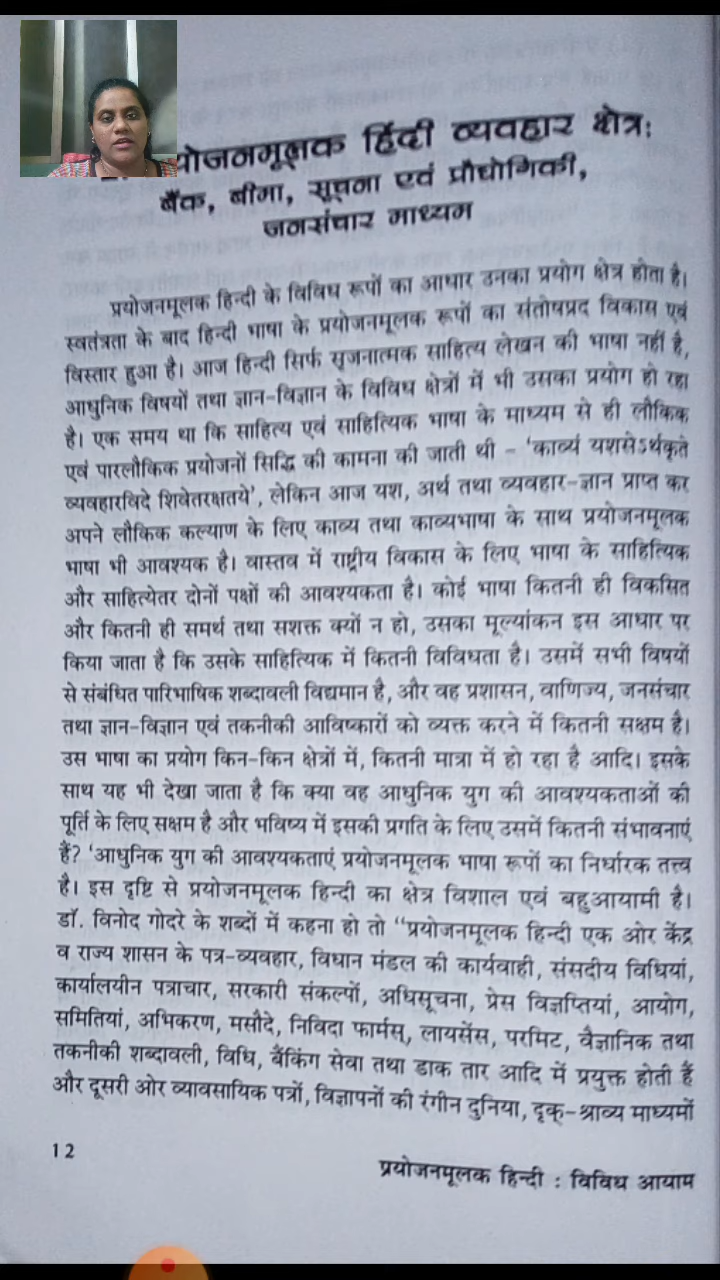 योजनमूलक हिंदी व्यवहार क्षेत्र:
बैंक, बीमा, सूचना एवं प्रौद्योगिकी,
जनसंचार माध्यम
प्रयोजनमूलक हिन्दी के विविध रूपों का आधार उनका प्रयोग क्षेत्र होता है।
स्वतंत्रता के बाद हिन्दी भाषा के प्रयोजनमूलक रूपों का संतोषप्रद विकास एवं
विस्तार हुआ है। आज हिन्दी सिर्फ सृजनात्मक साहित्य लेखन की भाषा नहीं है,
आधुनिक विषयों तथा ज्ञान-विज्ञान के विविध क्षेत्रों में भी उसका प्रयोग हो रहा
है। एक समय था कि साहित्य एवं साहित्यिक भाषा के माध्यम से ही लौकिक
एवं पारलौकिक प्रयोजनों सिद्धि की कामना की जाती थी - 'काव्यं यशसेऽर्थकृते
व्यवहारविदे शिवेतरक्षतये', लेकिन आज यश, अर्थ तथा व्यवहार-ज्ञान प्राप्त कर
अपने लौकिक कल्याण के लिए काव्य तथा काव्यभाषा के साथ प्रयोजनमूलक
भाषा भी आवश्यक है। वास्तव में राष्ट्रीय विकास के लिए भाषा के साहित्यिक
और साहित्येतर दोनों पक्षों की आवश्यकता है। कोई भाषा कितनी ही विकसित
और कितनी ही समर्थ तथा सशक्त क्यों न हो, उसका मूल्यांकन इस आधार पर
किया जाता है कि उसके साहित्यिक में कितनी विविधता है। उसमें सभी विषयों
से संबंधित पारिभाषिक शब्दावली विद्यमान है, और वह प्रशासन, वाणिज्य, जनसंचार
तथा ज्ञान-विज्ञान एवं तकनीकी आविष्कारों को व्यक्त करने में कितनी सक्षम है।
उस भाषा का प्रयोग किन-किन क्षेत्रों में, कितनी मात्रा में हो रहा है आदि। इसके
साथ यह भी देखा जाता है कि क्या वह आधुनिक युग की आवश्यकताओं की
पूर्ति के लिए सक्षम है और भविष्य में इसकी प्रगति के लिए उसमें कितनी संभावनाएं
हैं? 'आधुनिक युग की आवश्यकताएं प्रयोजनमूलक भाषा रूपों का निर्धारक तत्त्व
है। इस दृष्टि से प्रयोजनमूलक हिन्दी का क्षेत्र विशाल एवं बहुआयामी है।
डॉ. विनोद गोदरे के शब्दों में कहना हो तो "प्रयोजनमूलक हिन्दी एक ओर केंद्र
व राज्य शासन के पत्र-व्यवहार, विधान मंडल की कार्यवाही, संसदीय विधियां,
कार्यालयीन पत्राचार, सरकारी संकल्पों, अधिसूचना, प्रेस विज्ञप्तियां, आयोग,
समितियां, अभिकरण, मसौदे, निविदा फार्मस्, लायसेंस, परमिट, वैज्ञानिक तथा
तकनीकी शब्दावली, विधि, बैंकिंग सेवा तथा डाक तार आदि में प्रयुक्त होती हैं
और दूसरी ओर व्यावसायिक पत्रों, विज्ञापनों की रंगीन दुनिया, दृक्-श्राव्य माध्यमों
12
प्रयोजनमूलक हिन्दी : विविध आयाम